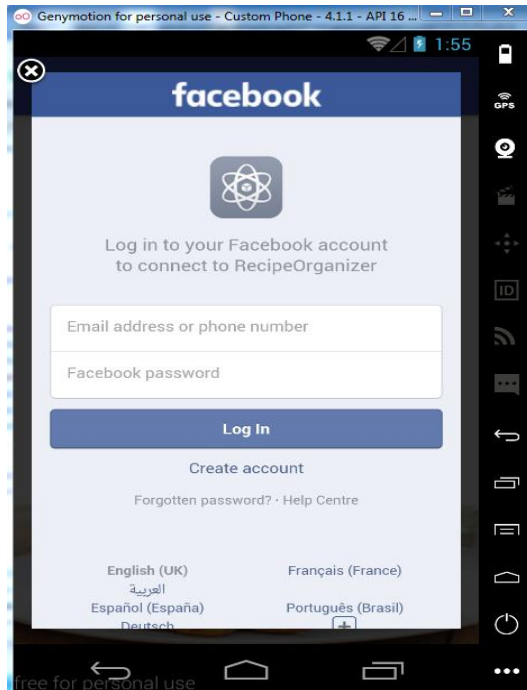 Genymotion for personal use - Custom Phone - 4.1.1 - API 16 ...
1:55
facebook
GPS
Log in to your Facebook account
to connect to RecipeOrganizer
ID
Email address or phone number
Facebook password
Log In
Create account
Forgotten password? · Help Centre
English (UK)
Français (France)
العربية
Español (España)
Português (Brasil)
Deutsch
free for personal use